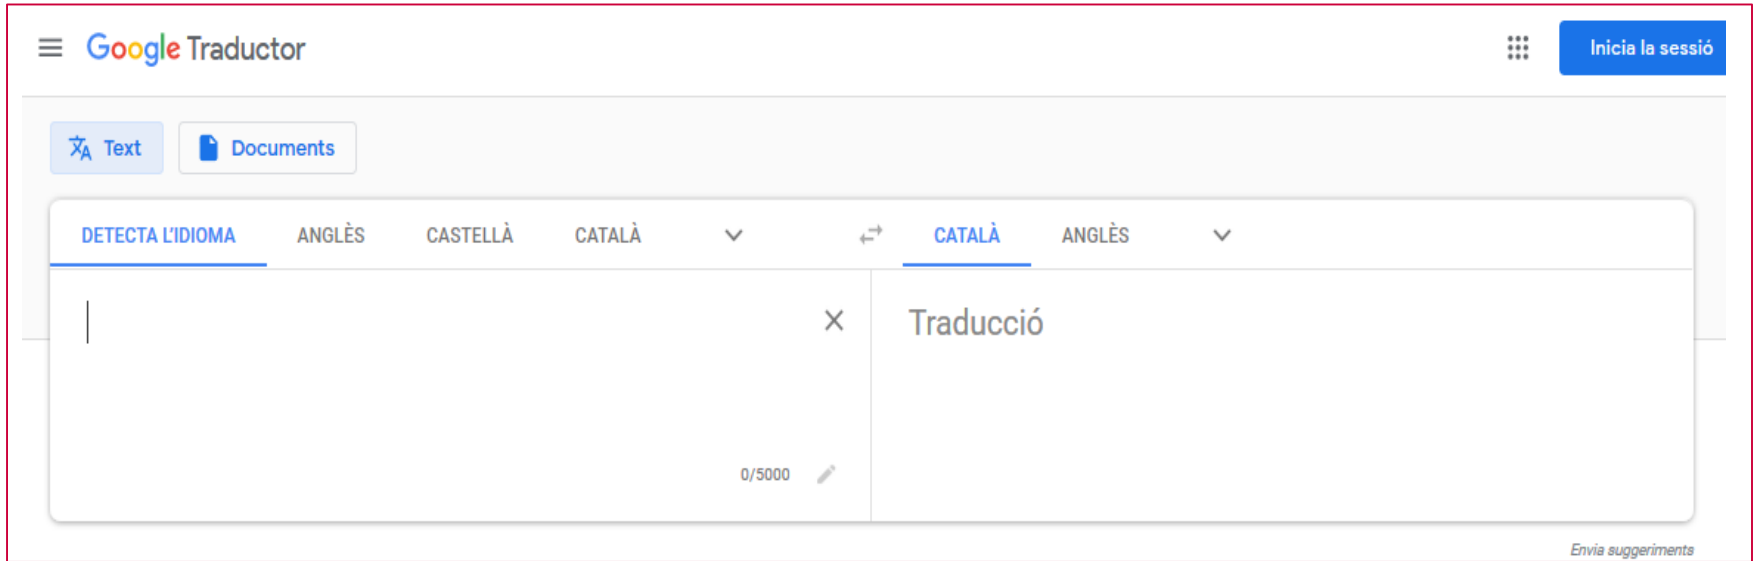 Google Traductor
Inicia la sessió
Text
Documents
DETECTA L'IDIOMA ANGLÈS CASTELLÀ CATALÀ CATALÀ ANGLÈS
Traducció
0/5000
Envia suggeriments